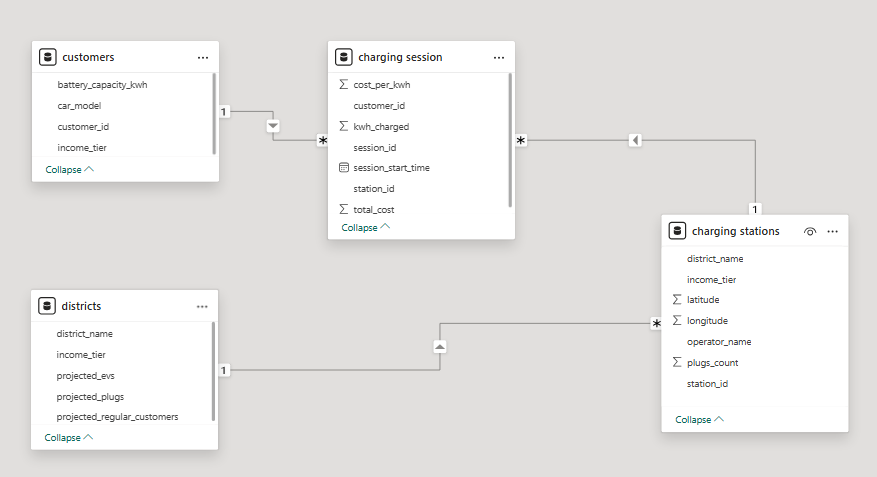 customers
battery_capacity_kwh
car_model
customer_id
income_tier
Collapse
1
charging session
cost_per_kwh
customer_id
kwh_charged
session_id
session_start_time
station_id
total_cost
Collapse
*
*
1
charging stations
district_name
income_tier
latitude
longitude
operator_name
plugs_count
station_id
Collapse
*
districts
district_name
income_tier
projected_evs
projected_plugs
projected_regular_customers
Collapse
1